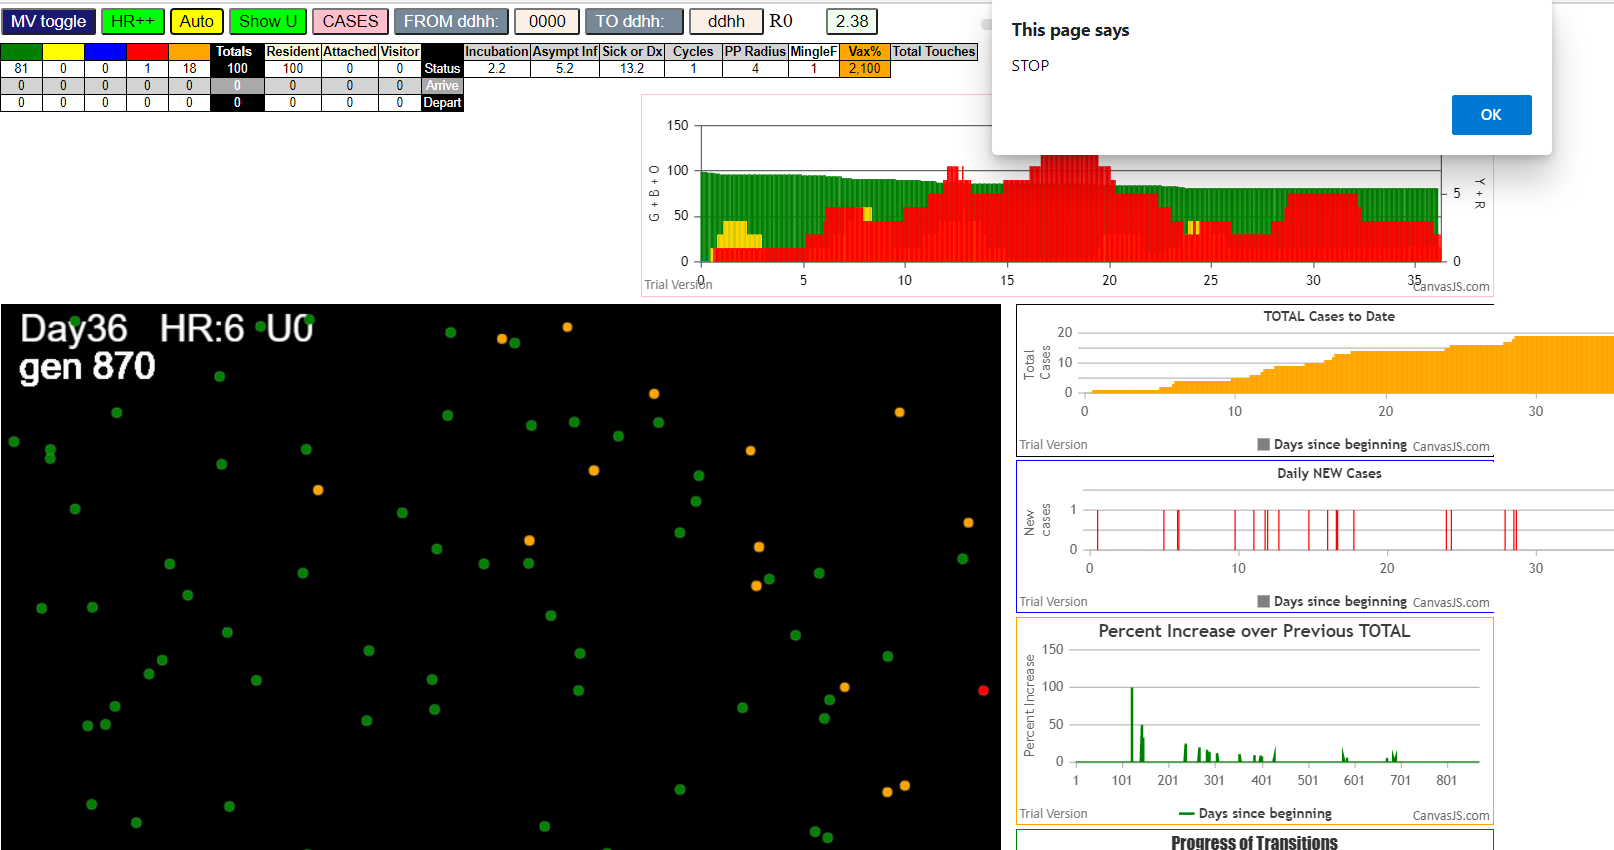 MV toggle HR++ Auto Show U CASES FROM ddhh: 0000 TO ddhh: ddhh R0 2.38
This page says
STOP
OK
Totals Resident Attached Visitor Incubation Asympt Inf Sick or Dx Cycles PP Radius MingleF Vax% Total Touches
81 0 0 1 18 100 100 0 0 Status 2.2 5.2 13.2 1 4 1 2,100
0 0 0 0 0 0 0 0 0 Arrive
0 0 0 0 0 0 0 0 0 Depart
150
100
50
0
G + B + O
5
0
Y + R
0 5 10 15 20 25 30 35
Trial Version
CanvasJS.com
Day36 HR:6 U0
gen 870
TOTAL Cases to Date
20
10
0
Total
Cases
0 10 20 30
Days since beginning
Trial Version
CanvasJS.com
Daily NEW Cases
1
0
New
cases
0 10 20 30
Days since beginning
Trial Version
CanvasJS.com
Percent Increase over Previous TOTAL
150
100
50
0
Percent Increase
1 101 201 301 401 501 601 701 801
Days since beginning
Trial Version
CanvasJS.com
Progress of Transitions